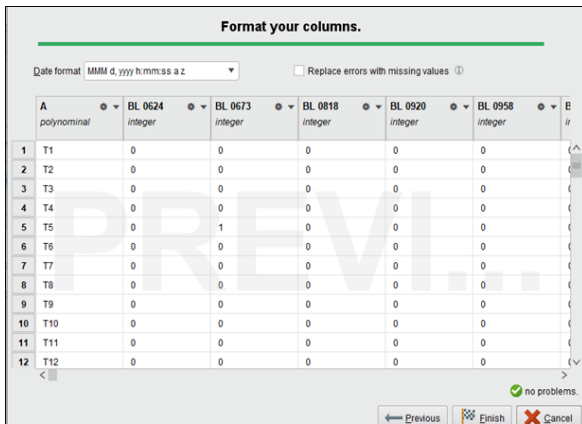 Format your columns.
Date format MMM d, yyyy h:mm:ss a z Replace errors with missing values
A BL 0624 BL 0673 BL 0818 BL 0920 BL 0958
polynominal integer integer integer integer integer
1 T1 0 0 0 0 0
2 T2 0 0 0 0 0
3 T3 0 0 0 0 0
4 T4 0 0 0 0 0
5 T5 0 1 0 0 0
6 T6 0 0 0 0 0
7 T7 0 0 0 0 0
8 T8 0 0 0 0 0
9 T9 0 0 0 0 0
10 T10 0 0 0 0 0
11 T11 0 0 0 0 0
12 T12 0 0 0 0 0
PREVI...
no problems.
Previous Finish Cancel